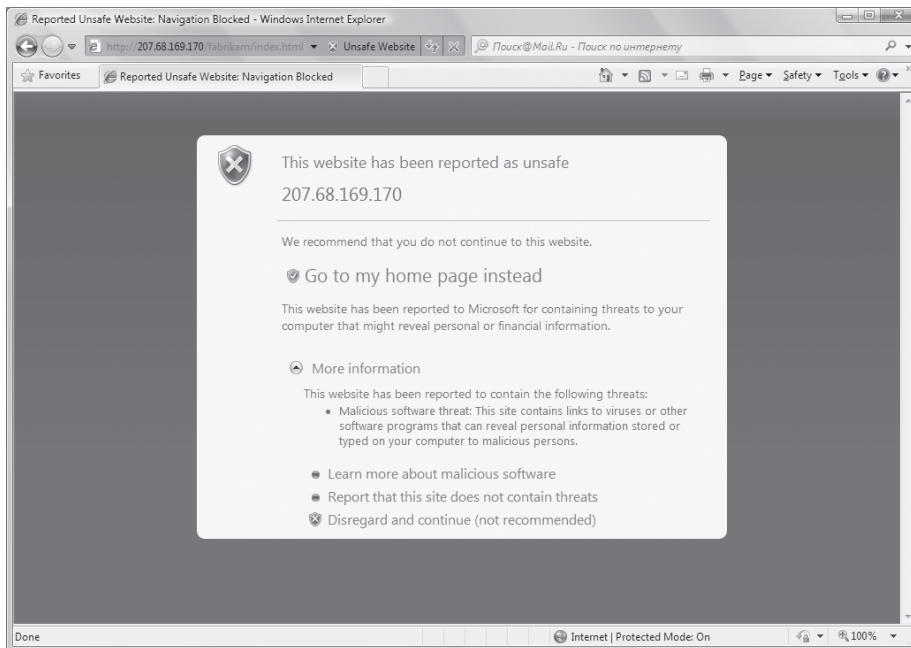 Reported Unsafe Website: Navigation Blocked - Windows Internet Explorer
http://207.68.169.170/fabrikam/index.html Unsafe Website Поиск@Mail.Ru - Поиск по интернету
Favorites Reported Unsafe Website: Navigation Blocked Page Safety Tools
This website has been reported as unsafe
207.68.169.170
We recommend that you do not continue to this website.
Go to my home page instead
This website has been reported to Microsoft for containing threats to your
computer that might reveal personal or financial information.
More information
This website has been reported to contain the following threats:
• Malicious software threat: This site contains links to viruses or other
software programs that can reveal personal information stored or
typed on your computer to malicious persons.
Learn more about malicious software
Report that this site does not contain threats
Disregard and continue (not recommended)
Done Internet | Protected Mode: On 100%